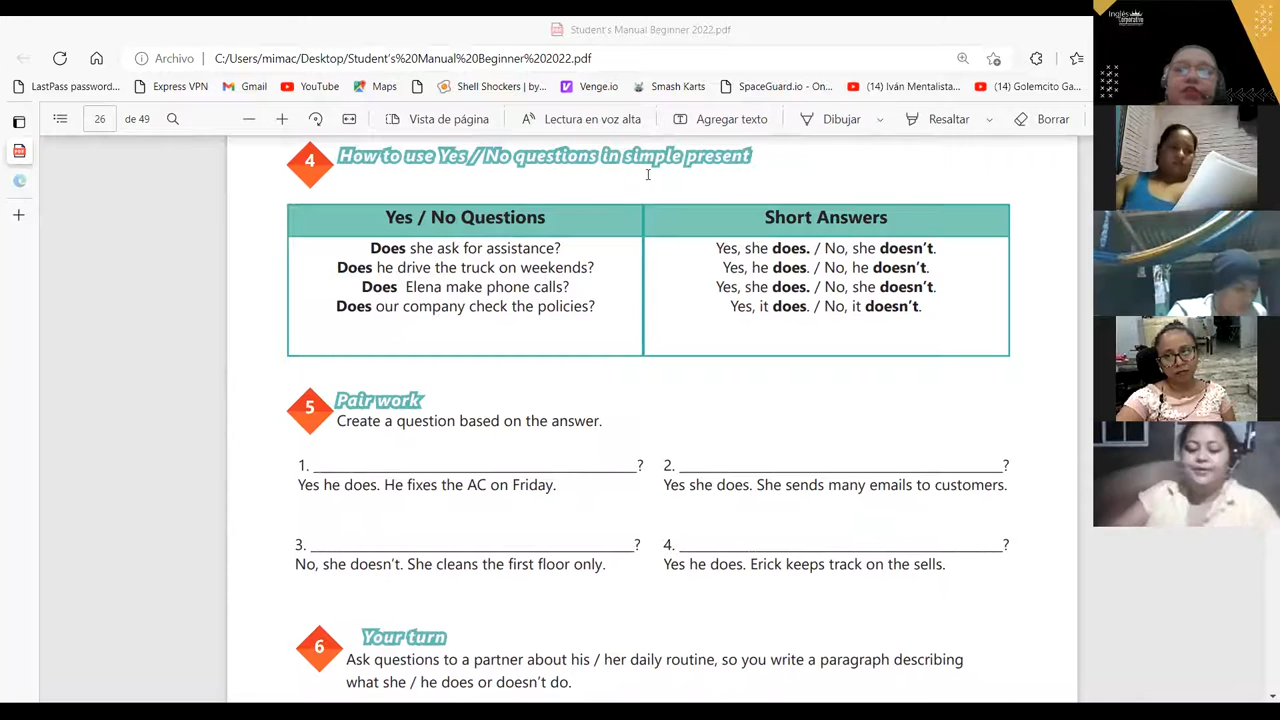 Student's Manual Beginner 2022.pdf
Archivo C:/Users/mimac/Desktop/Student's%20Manual%20Beginner%202022.pdf
LastPass password... Express VPN Gmail YouTube Maps Shell Shockers | by... Venge.io Smash Karts SpaceGuard.io - On... (14) Iván Mentalista... (14) Golemcito Ga...
26 de 49 Vista de página Lectura en voz alta Agregar texto Dibujar Resaltar Borrar
4 How to use Yes / No questions in simple present
Yes / No Questions
Does she ask for assistance?
Does he drive the truck on weekends?
Does Elena make phone calls?
Does our company check the policies?
Short Answers
Yes, she does. / No, she doesn't.
Yes, he does. / No, he doesn't.
Yes, she does. / No, she doesn't.
Yes, it does. / No, it doesn't.
5 Pair work
Create a question based on the answer.
1. ______________________________?
Yes he does. He fixes the AC on Friday.
2. ______________________________?
Yes she does. She sends many emails to customers.
3. ______________________________?
No, she doesn't. She cleans the first floor only.
4. ______________________________?
Yes he does. Erick keeps track on the sells.
6 Your turn
Ask questions to a partner about his / her daily routine, so you write a paragraph describing
what she / he does or doesn't do.
Inglés
Corporativo